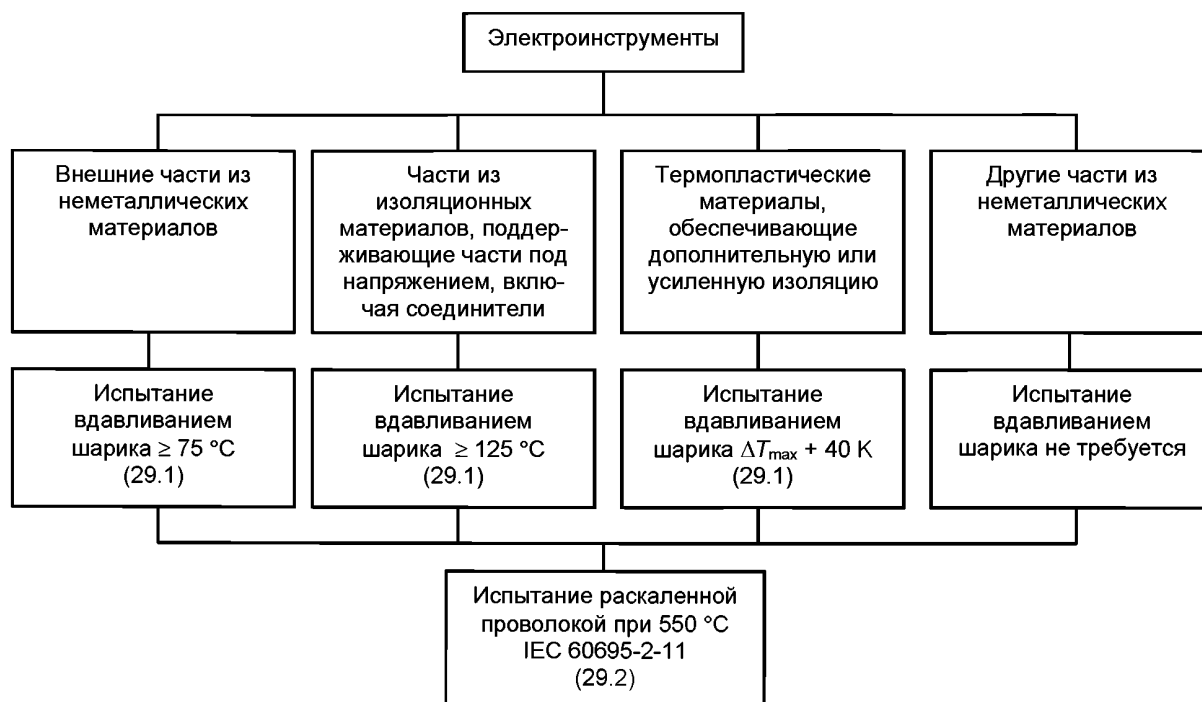 Электроинструменты
Внешние части из
неметаллических
материалов
Части из
изоляционных
материалов, поддер-
живающие части под
напряжением, вклю-
чая соединители
Термопластические
материалы,
обеспечивающие
дополнительную или
усиленную изоляцию
Другие части из
неметаллических
материалов
Испытание
вдавливанием
шарика ≥ 75 °C
(29.1)
Испытание
вдавливанием
шарика ≥ 125 °C
(29.1)
Испытание
вдавливанием
шарика ΔTmax + 40 K
(29.1)
Испытание
вдавливанием
шарика не требуется
Испытание раскаленной
проволокой при 550 °C
IEC 60695-2-11
(29.2)